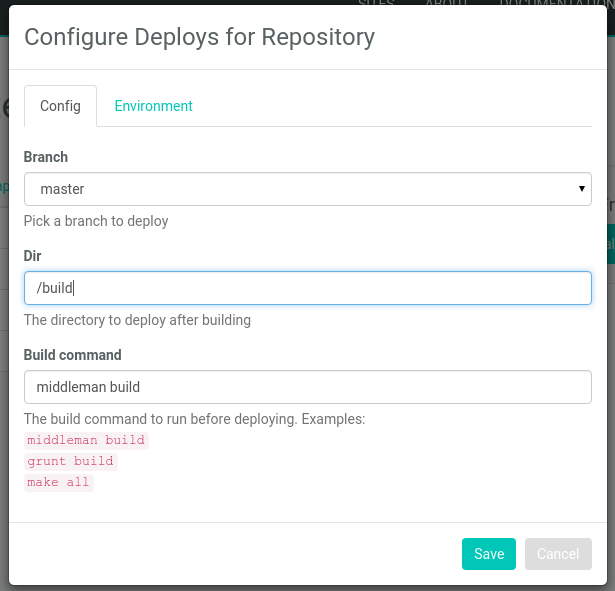 SITES ABOUT DOCUMENTATION
Configure Deploys for Repository
Config Environment
Branch
master
Pick a branch to deploy
Dir
/build
The directory to deploy after building
Build command
middleman build
The build command to run before deploying. Examples:
middleman build
grunt build
make all
Save Cancel